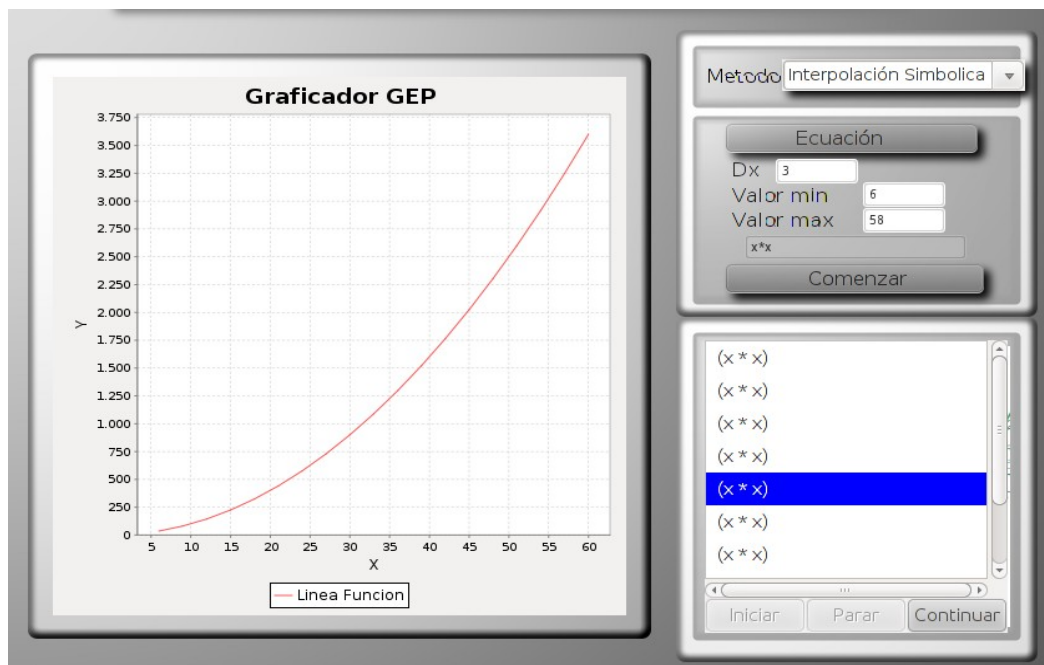 Graficador GEP
3.750
3.500
3.250
3.000
2.750
2.500
2.250
2.000
1.750
1.500
1.250
1.000
750
500
250
0
Y
5 10 15 20 25 30 35 40 45 50 55 60
X
Linea Funcion
Metodo Interpolación Simbolica
Ecuación
Dx 3
Valor min 6
Valor max 58
x*x
Comenzar
(x * x)
(x * x)
(x * x)
(x * x)
(x * x)
(x * x)
(x * x)
Iniciar Parar Continuar